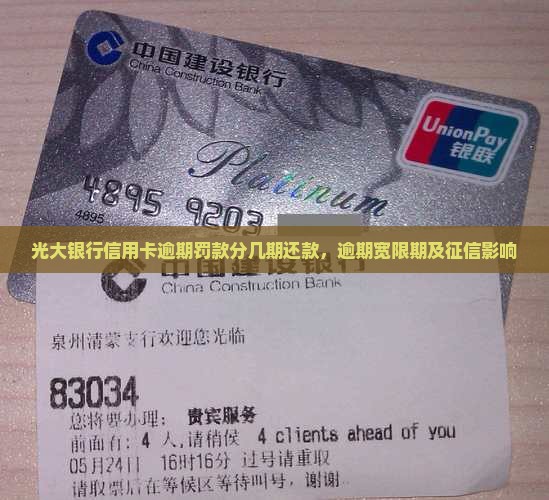 中国建设银行
China Construction Bank
UnionPay
银联
Platinum
4895 9203
4895
光大银行信用卡逾期罚款分几期还款，逾期宽限期及征信影响
China Construction Bank
泉州清蒙支行欢迎您光临
83034
您将要办理： 贵宾服务
前面有： 4 人,请稍侯 4 clients ahead of you
05月24日 16时16分 过号请重取
请取票后在等候区等待叫号，谢谢